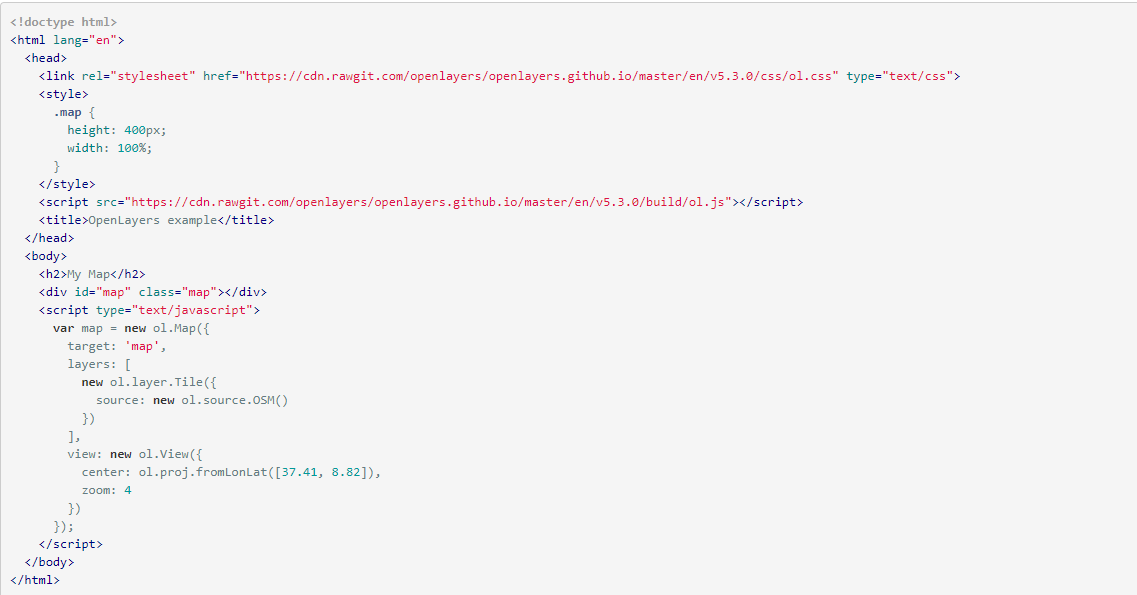 <!doctype html>
<html lang="en">
  <head>
    <link rel="stylesheet" href="https://cdn.rawgit.com/openlayers/openlayers.github.io/master/en/v5.3.0/css/ol.css" type="text/css">
    <style>
      .map {
        height: 400px;
        width: 100%;
      }
    </style>
    <script src="https://cdn.rawgit.com/openlayers/openlayers.github.io/master/en/v5.3.0/build/ol.js"></script>
    <title>OpenLayers example</title>
  </head>
  <body>
    <h2>My Map</h2>
    <div id="map" class="map"></div>
    <script type="text/javascript">
      var map = new ol.Map({
        target: 'map',
        layers: [
          new ol.layer.Tile({
            source: new ol.source.OSM()
          })
        ],
        view: new ol.View({
          center: ol.proj.fromLonLat([37.41, 8.82]),
          zoom: 4
        })
      });
    </script>
  </body>
</html>